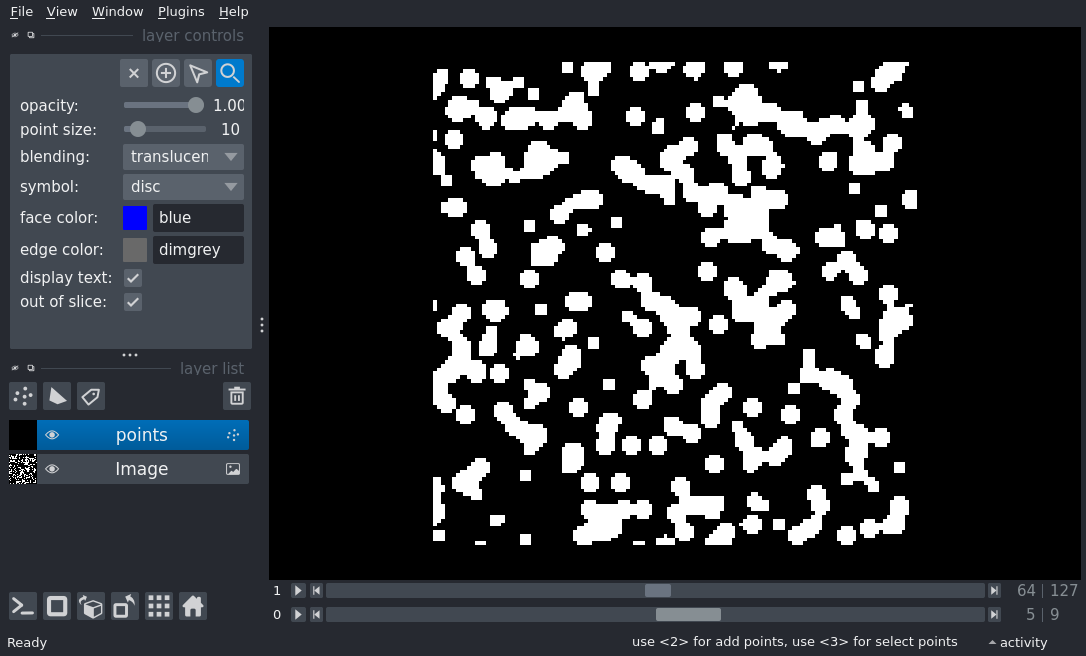 File View Window Plugins Help
layer controls
opacity: 1.00
point size: 10
blending: translucen
symbol: disc
face color: blue
edge color: dimgrey
display text:
out of slice:
layer list
points
Image
1 64 | 127
0 5 | 9
Ready use <2> for add points, use <3> for select points activity